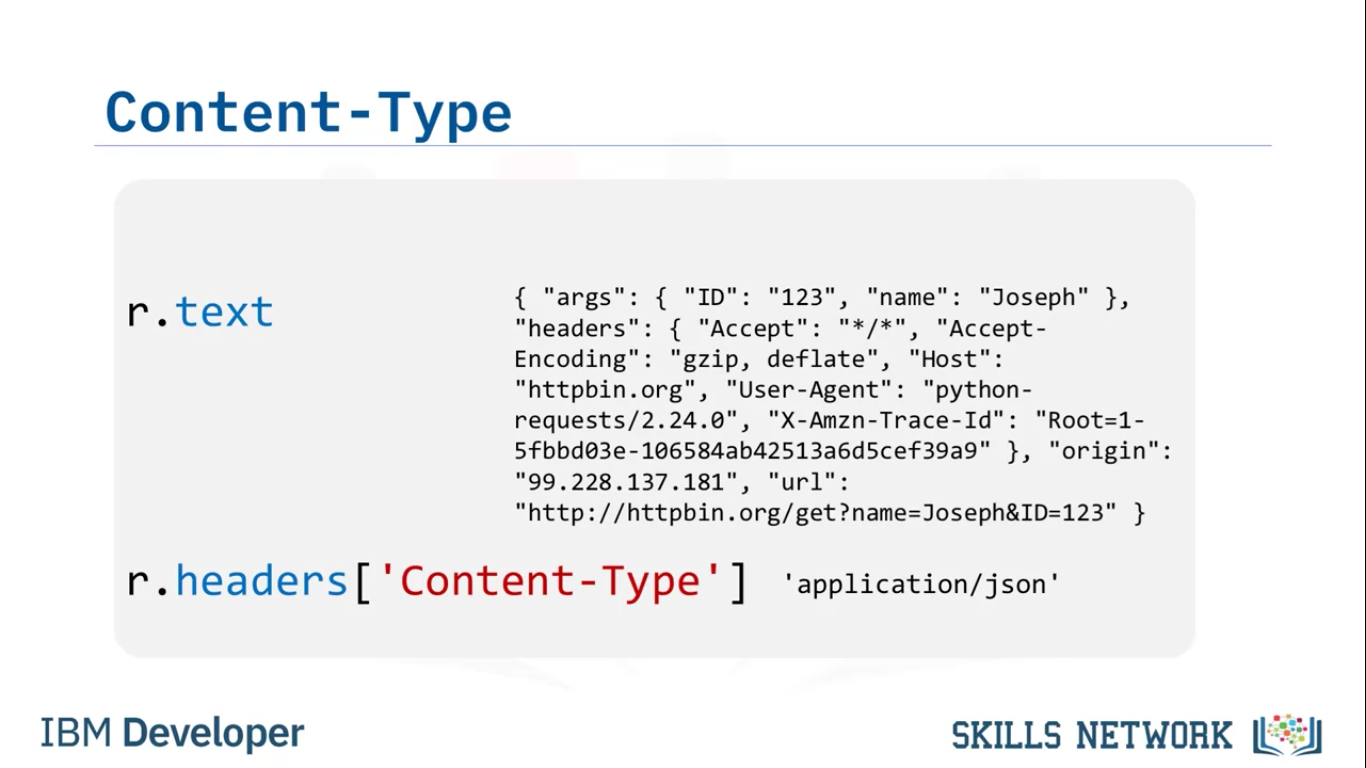 Content-Type
r.text
{ "args": { "ID": "123", "name": "Joseph" },
"headers": { "Accept": "*/*", "Accept-
Encoding": "gzip, deflate", "Host":
"httpbin.org", "User-Agent": "python-
requests/2.24.0", "X-Amzn-Trace-Id": "Root=1-
5fbbd03e-106584ab42513a6d5cef39a9" }, "origin":
"99.228.137.181", "url":
"http://httpbin.org/get?name=Joseph&ID=123" }
r.headers['Content-Type'] 'application/json'
IBM Developer
SKILLS NETWORK